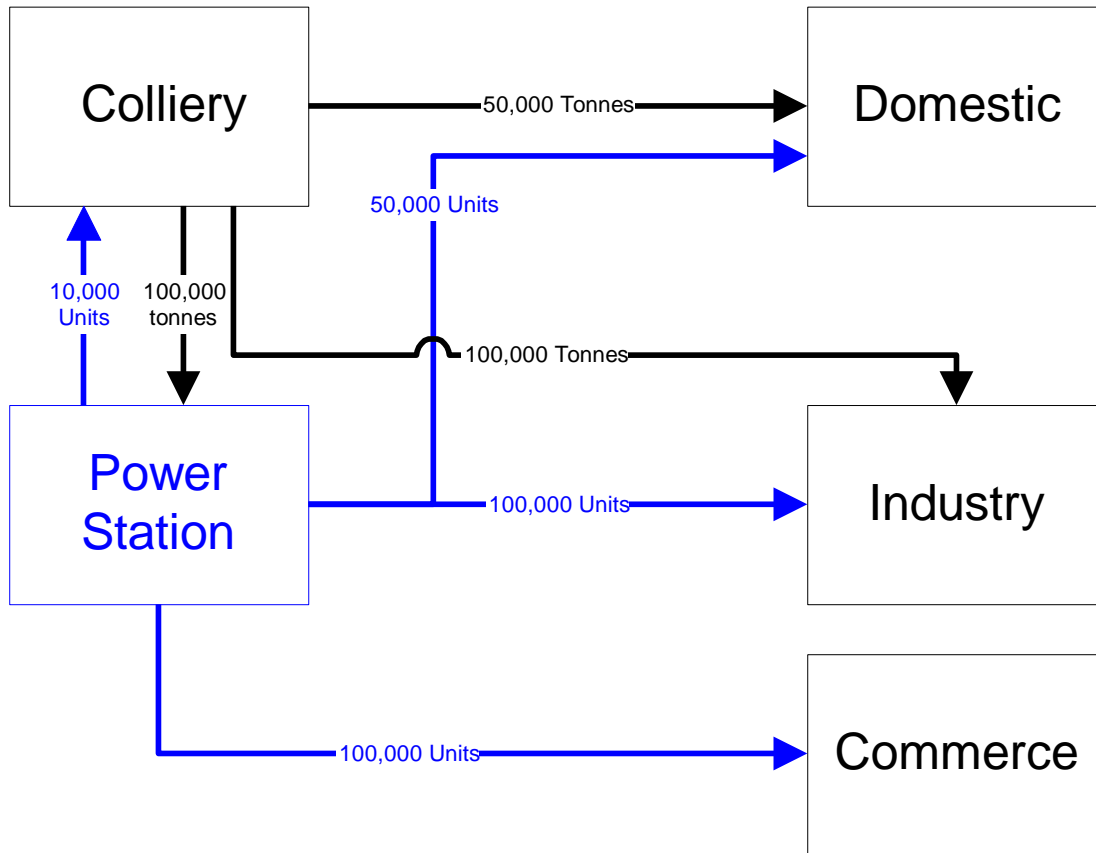 Colliery
50,000 Tonnes
Domestic
50,000 Units
10,000
Units
100,000
tonnes
100,000 Tonnes
Power
Station
100,000 Units
Industry
100,000 Units
Commerce